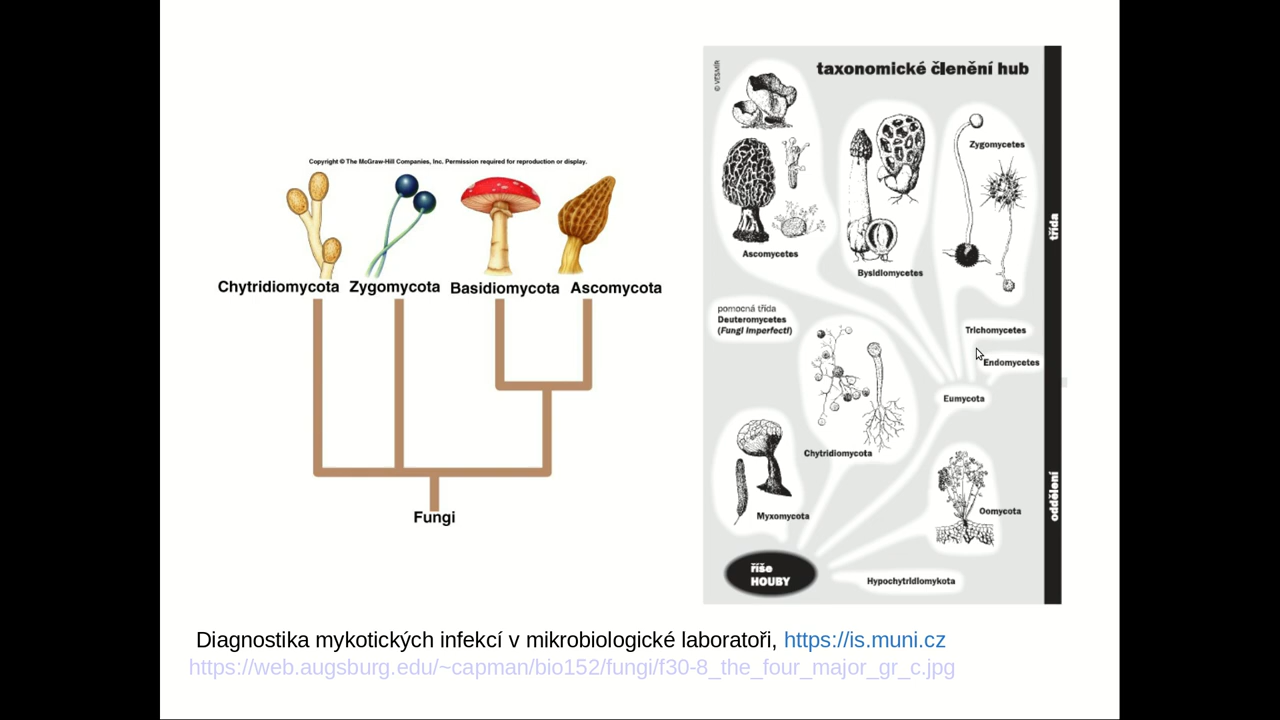 Copyright © The McGraw-Hill Companies, Inc. Permission required for reproduction or display.
Chytridiomycota
Zygomycota
Basidiomycota
Ascomycota
Fungi
© VESMÍR
taxonomické členění hub
Zygomycetes
Ascomycetes
Bysidiomycetes
třída
pomocná třída
Deuteromycetes
(Fungi imperfecti)
Trichomycetes
Endomycetes
Eumycota
Chytridiomycota
Myxomycota
Oomycota
oddělení
říše
HOUBY
Hypochytridiomykota
Diagnostika mykotických infekcí v mikrobiologické laboratoři, https://is.muni.cz
https://web.augsburg.edu/~capman/bio152/fungi/f30-8_the_four_major_gr_c.jpg